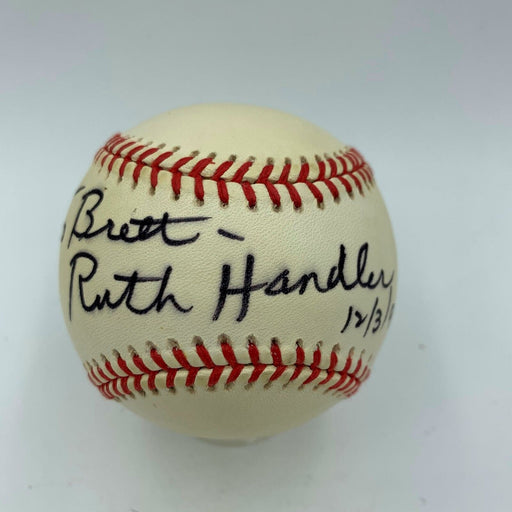 Brett -
Ruth Handler
12/3/